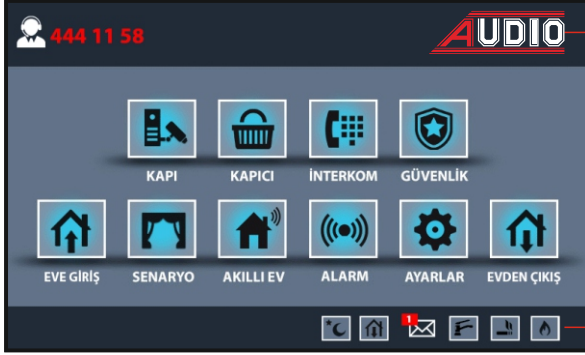 444 11 58
AUDIO
KAPI
KAPICI
İNTERKOM
GÜVENLİK
EVE GİRİŞ
SENARYO
AKILLI EV
ALARM
AYARLAR
EVDEN ÇIKIŞ
1